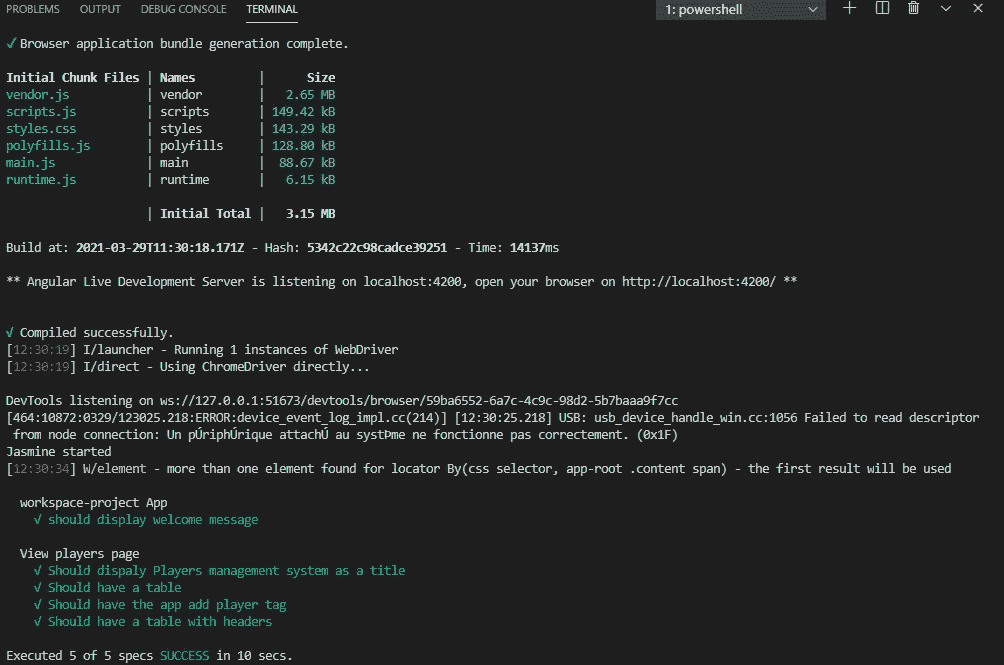 PROBLEMS OUTPUT DEBUG CONSOLE TERMINAL 1: powershell
√ Browser application bundle generation complete.
Initial Chunk Files | Names | Size
vendor.js | vendor | 2.65 MB
scripts.js | scripts | 149.42 kB
styles.css | styles | 143.29 kB
polyfills.js | polyfills | 128.80 kB
main.js | main | 88.67 kB
runtime.js | runtime | 6.15 kB
| Initial Total | 3.15 MB
Build at: 2021-03-29T11:30:18.171Z - Hash: 5342c22c98cadce39251 - Time: 14137ms
** Angular Live Development Server is listening on localhost:4200, open your browser on http://localhost:4200/ **
√ Compiled successfully.
[12:30:19] I/launcher - Running 1 instances of WebDriver
[12:30:19] I/direct - Using ChromeDriver directly...
DevTools listening on ws://127.0.0.1:51673/devtools/browser/59ba6552-6a7c-4c9c-98d2-5b7baaa9f7cc
[464:10872:0329/123025.218:ERROR:device_event_log_impl.cc(214)] [12:30:25.218] USB: usb_device_handle_win.cc:1056 Failed to read descriptor
from node connection: Un pÚriphÚrique attachÚ au systÞme ne fonctionne pas correctement. (0x1F)
Jasmine started
[12:30:34] W/element - more than one element found for locator By(css selector, app-root .content span) - the first result will be used
workspace-project App
√ should display welcome message
View players page
√ Should dispaly Players management system as a title
√ Should have a table
√ Should have the app add player tag
√ Should have a table with headers
Executed 5 of 5 specs SUCCESS in 10 secs.